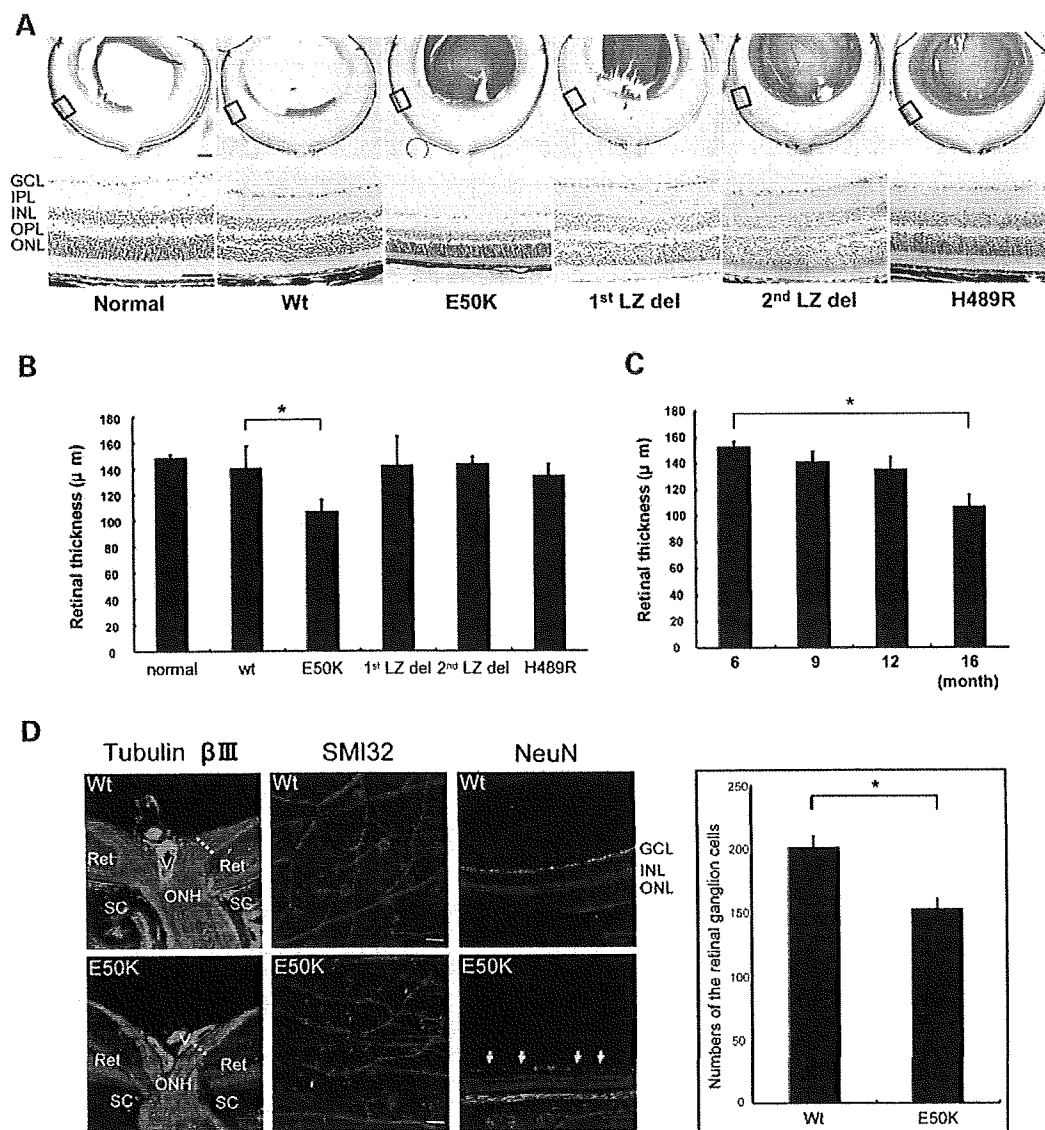 A
GCL
IPL
INL
OPL
ONL
Normal
Wt
E50K
1st LZ del
2nd LZ del
H489R
B
Retinal thickness (μ m)
180
160
140
120
100
80
60
40
20
0
*
normal
wt
E50K
1st LZ del
2nd LZ del
H489R
C
Retinal thickness (μ m)
180
160
140
120
100
80
60
40
20
0
*
6
9
12
16
(month)
D
Tubulin βⅢ
SMI32
NeuN
Wt
Ret
V
Ret
ONH
SC
SC
Wt
Wt
GCL
INL
ONL
E50K
V
Ret
Ret
ONH
SC
SC
E50K
E50K
Numbers of the retinal ganglion cells
250
200
150
100
50
0
*
Wt
E50K